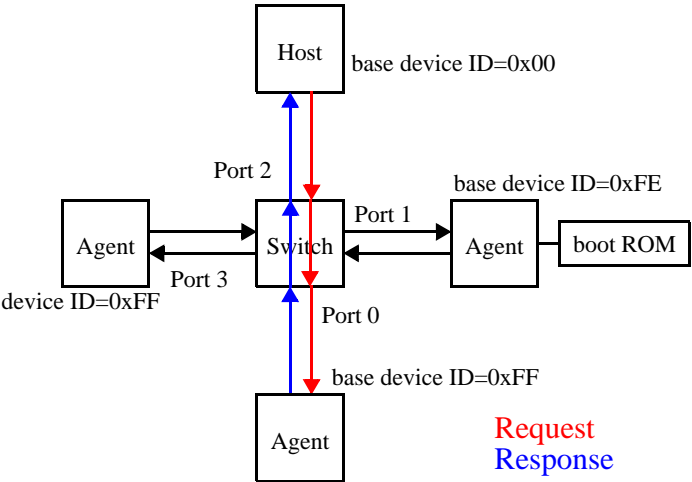 Host
base device ID=0x00
Port 2
base device ID=0xFE
Port 1
Agent
Switch
Agent
boot ROM
Port 3
device ID=0xFF
Port 0
base device ID=0xFF
Agent
Request
Response